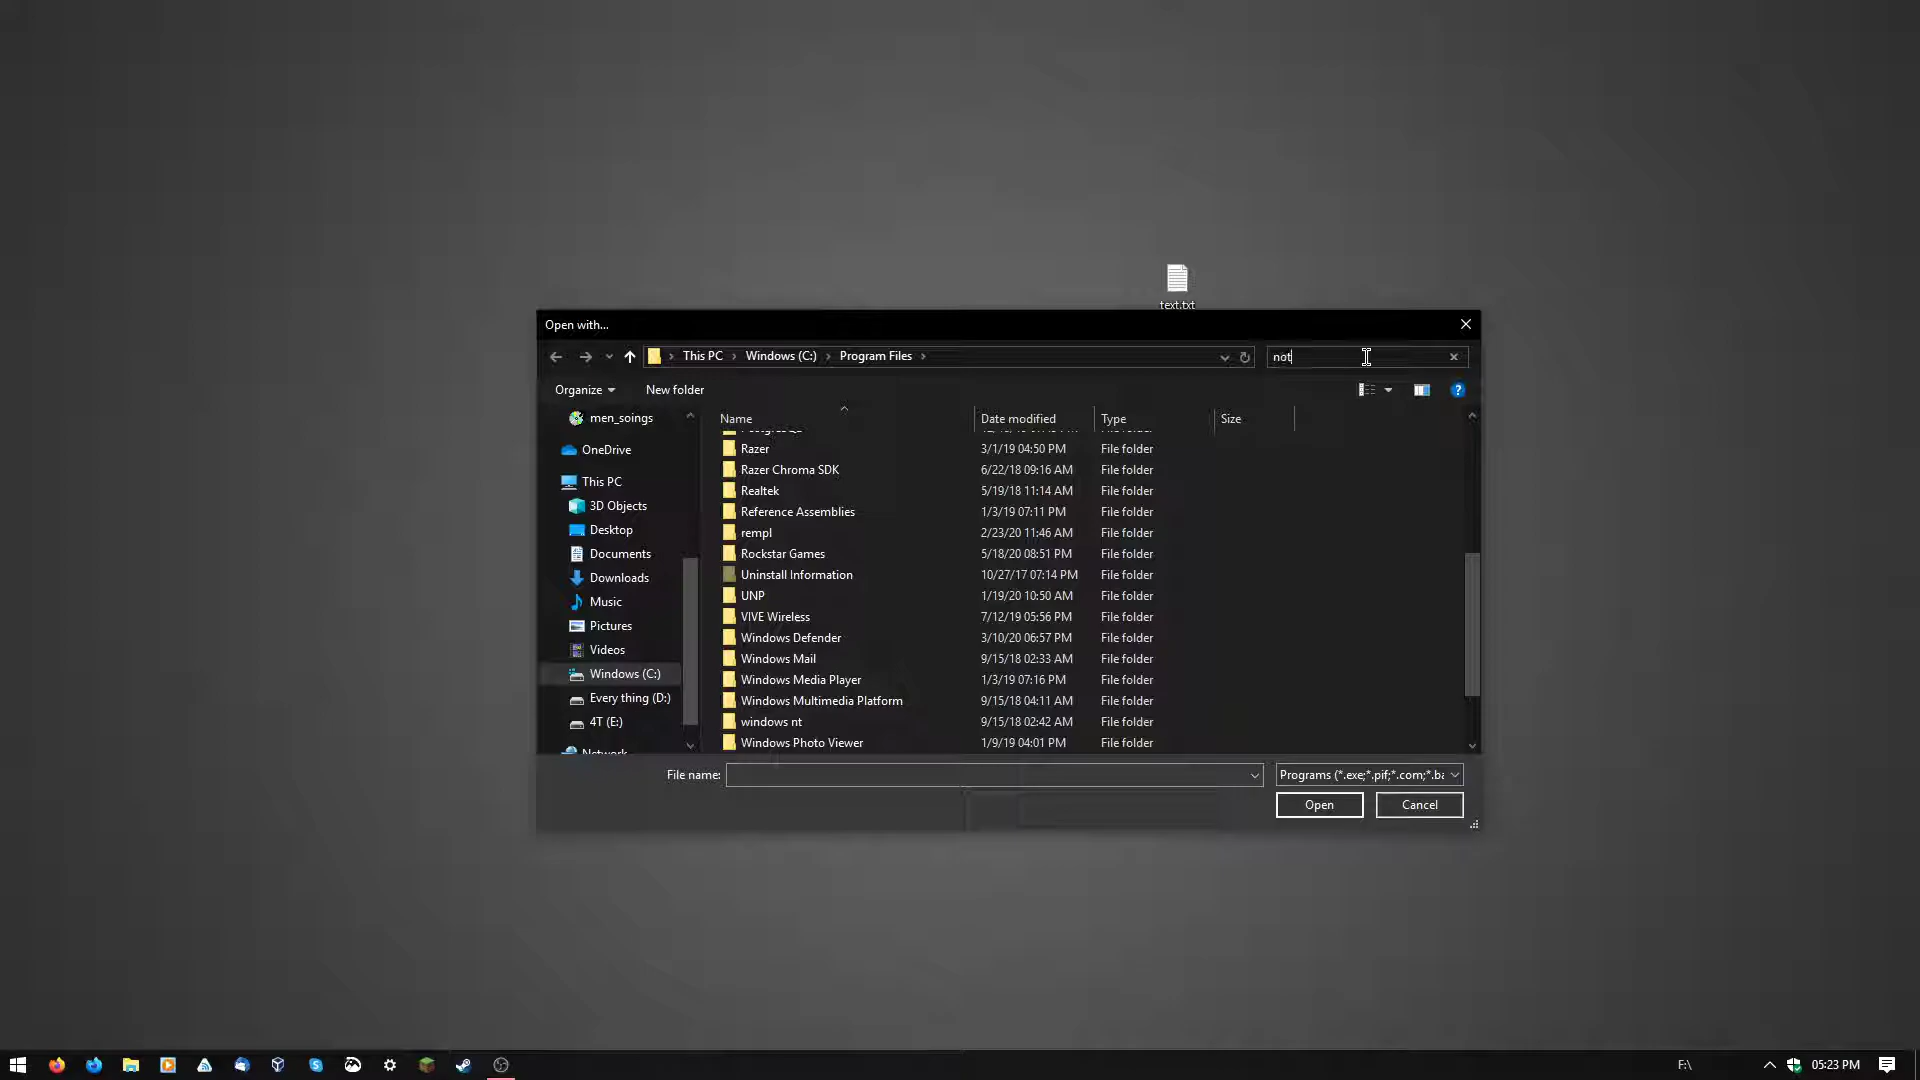 text.txt
Open with...
This PC Windows (C:) Program Files
not
Organize New folder
?
men_soings
OneDrive
This PC
3D Objects
Desktop
Documents
Downloads
Music
Pictures
Videos
Windows (C:)
Every thing (D:)
4T (E:)
Network
Name Date modified Type Size
Razer 3/1/19 04:50 PM File folder
Razer Chroma SDK 6/22/18 09:16 AM File folder
Realtek 5/19/18 11:14 AM File folder
Reference Assemblies 1/3/19 07:11 PM File folder
rempl 2/23/20 11:46 AM File folder
Rockstar Games 5/18/20 08:51 PM File folder
Uninstall Information 10/27/17 07:14 PM File folder
UNP 1/19/20 10:50 AM File folder
VIVE Wireless 7/12/19 05:56 PM File folder
Windows Defender 3/10/20 06:57 PM File folder
Windows Mail 9/15/18 02:33 AM File folder
Windows Media Player 1/3/19 07:16 PM File folder
Windows Multimedia Platform 9/15/18 04:11 AM File folder
windows nt 9/15/18 02:42 AM File folder
Windows Photo Viewer 1/9/19 04:01 PM File folder
File name: Programs (*.exe;*.pif;*.com;*.ba
Open Cancel
F:\ 05:23 PM